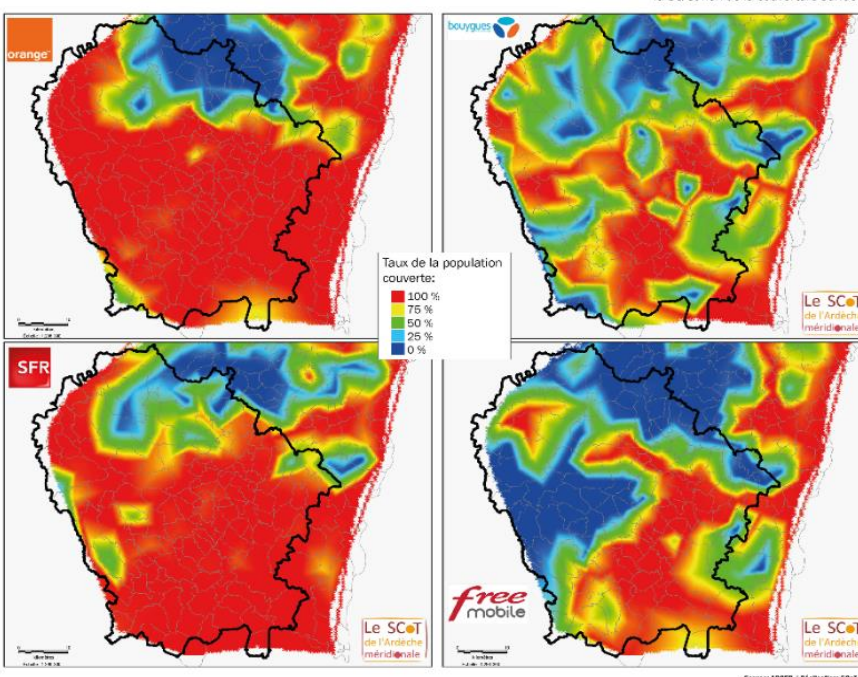 orange
bouygues
Taux de la population
couverte:
100 %
75 %
50 %
25 %
0 %
Le SCoT
de l'Ardèche
méridionale
SFR
free
mobile
Le SCoT
de l'Ardèche
méridionale
Le SCoT
de l'Ardèche
méridionale